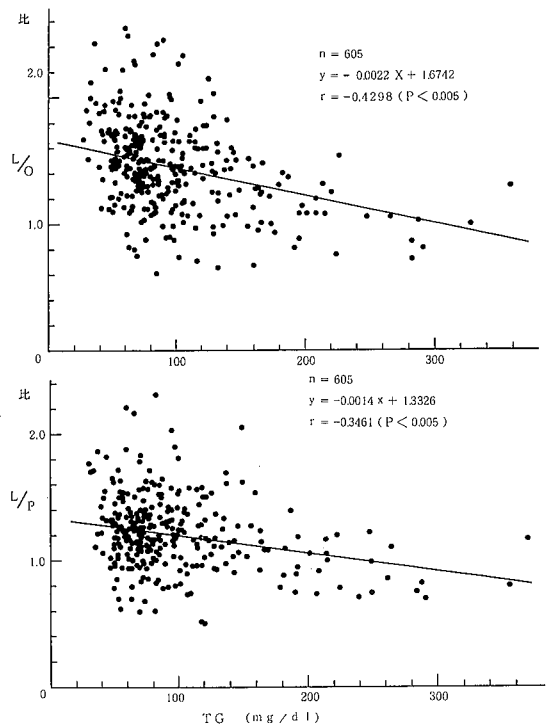 比
n = 605
y = - 0.0022 X + 1.6742
r = -0.4298 ( P < 0.005 )
2.0
L/O
1.0
0
100
200
300
比
n = 605
y = -0.0014 x + 1.3326
r = -0.3461 ( P < 0.005 )
2.0
L/P
1.0
0
100
200
300
TG (mg/dl)